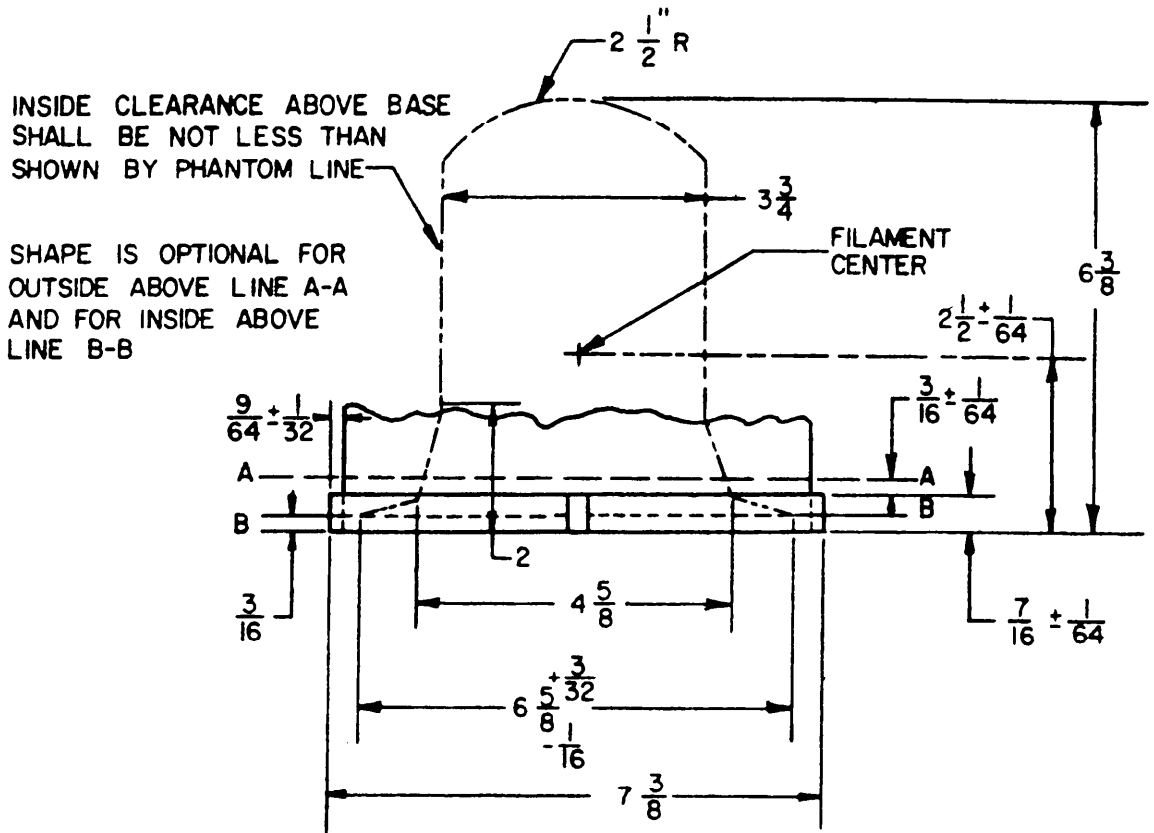 2 1/2" R
INSIDE CLEARANCE ABOVE BASE
SHALL BE NOT LESS THAN
SHOWN BY PHANTOM LINE
3 3/4
SHAPE IS OPTIONAL FOR
OUTSIDE ABOVE LINE A-A
AND FOR INSIDE ABOVE
LINE B-B
FILAMENT
CENTER
6 3/8
2 1/2 ± 1/64
9/64 ± 1/32
3/16 ± 1/64
A
A
B
B
2
3/16
4 5/8
7/16 ± 1/64
6 5/8 + 3/32
- 1/16
7 3/8